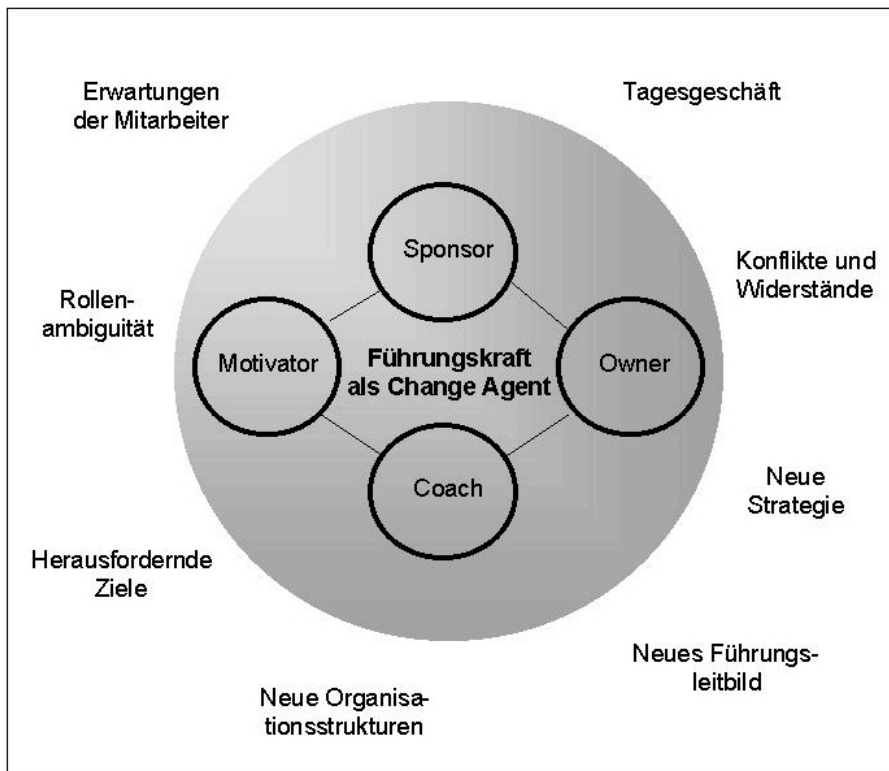 Erwartungen
der Mitarbeiter
Tagesgeschäft
Sponsor
Konflikte und
Widerstände
Rollen-
ambiguität
Motivator
Führungskraft
als Change Agent
Owner
Coach
Neue
Strategie
Herausfordernde
Ziele
Neues Führungs-
leitbild
Neue Organisa-
tionsstrukturen